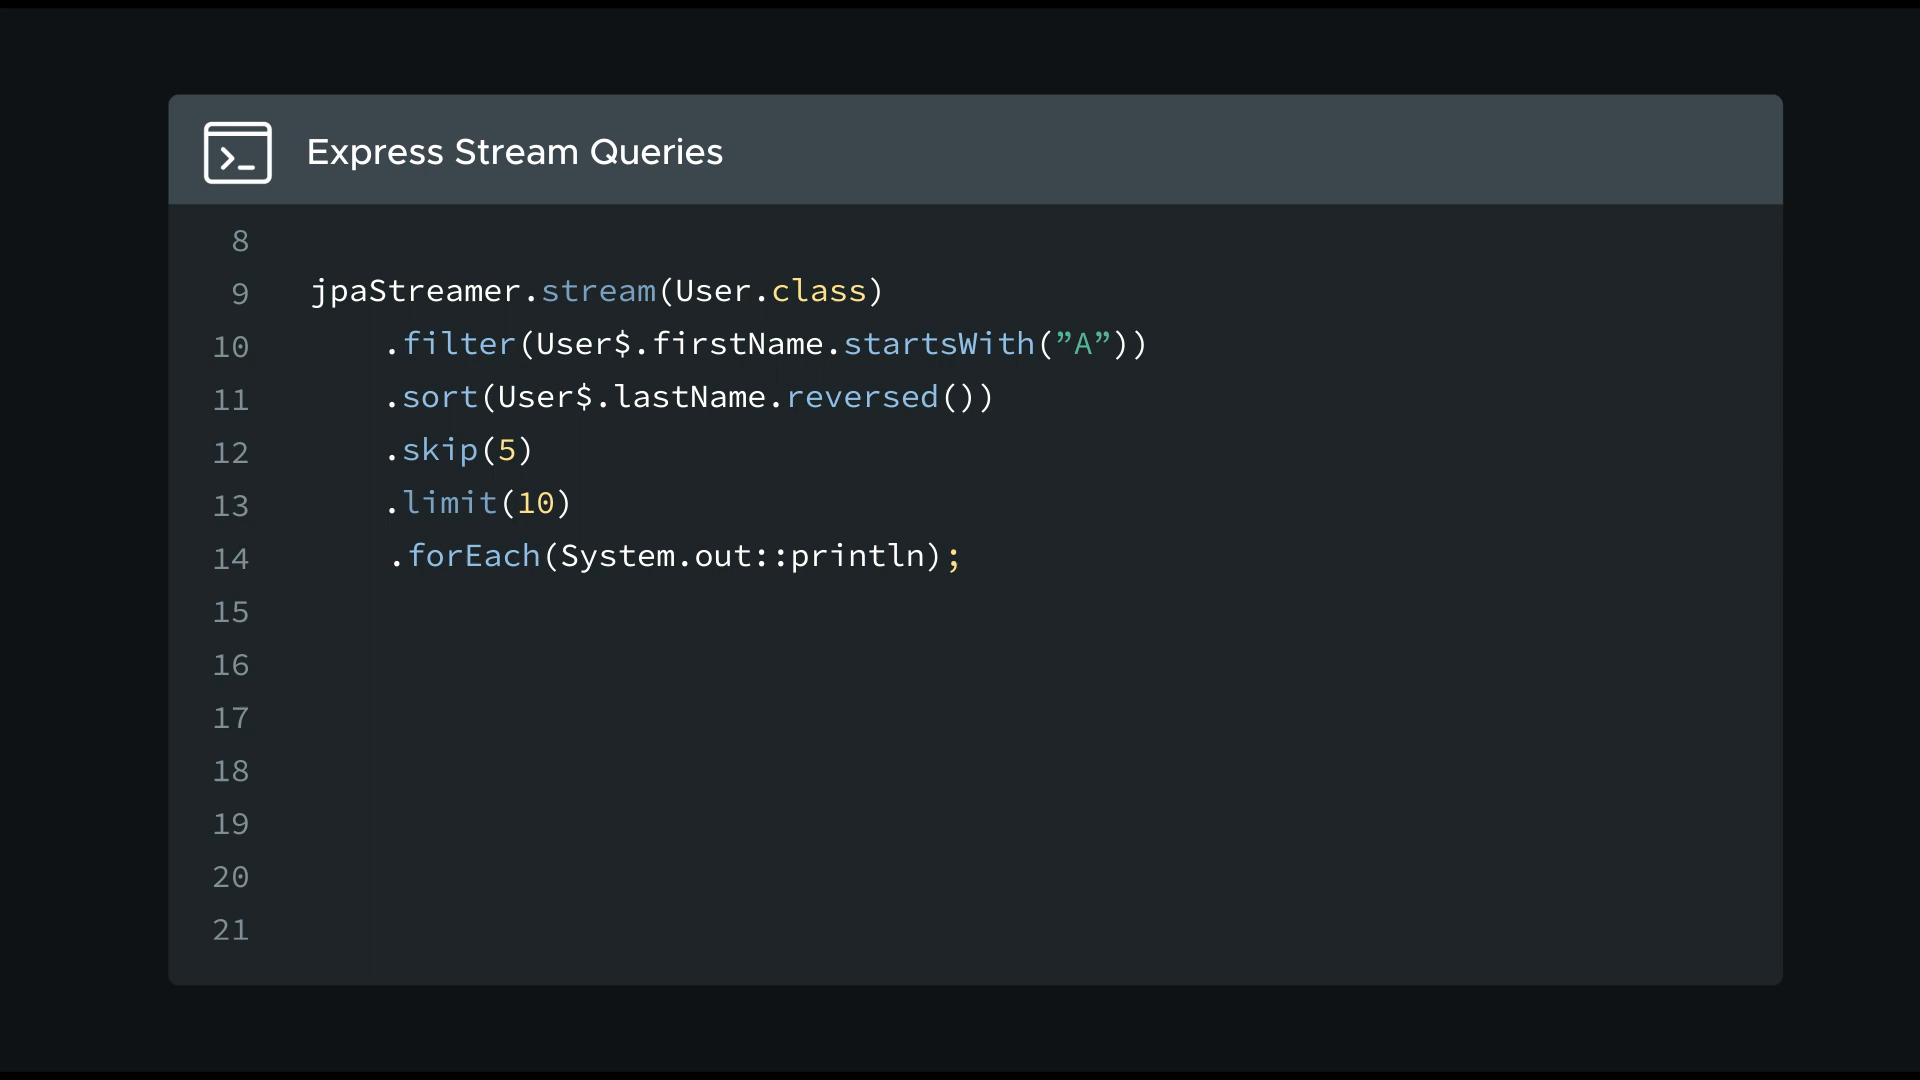 Express Stream Queries
8
9 jpaStreamer.stream(User.class)
10 .filter(User$.firstName.startsWith(”A”))
11 .sort(User$.lastName.reversed())
12 .skip(5)
13 .limit(10)
14 .forEach(System.out::println);
15
16
17
18
19
20
21